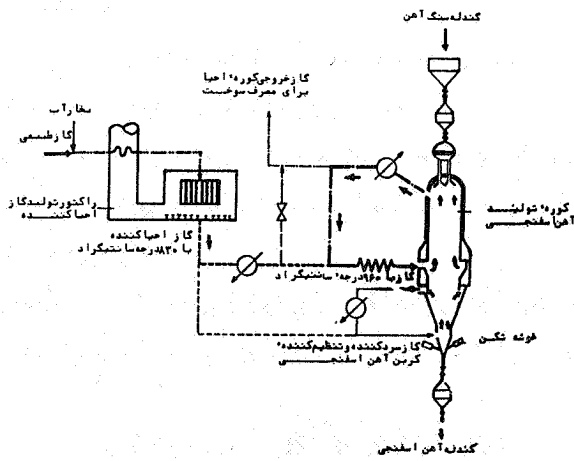 گندله سنگ آهن
گاز خروجی کوره احیا
برای مصرف سوخت
بخار آب
گاز طبیعی
راکتور تولید گاز
احیا کننده
کوره تولید
آهن اسفنجی
گاز احیا کننده
با ۸۳۰ درجه سانتیگراد
گاز با ۹۶۰ درجه سانتیگراد
گاز سرد کننده و تنظیم کننده
کربن آهن اسفنجی
خوشه شکن
گندله آهن اسفنجی